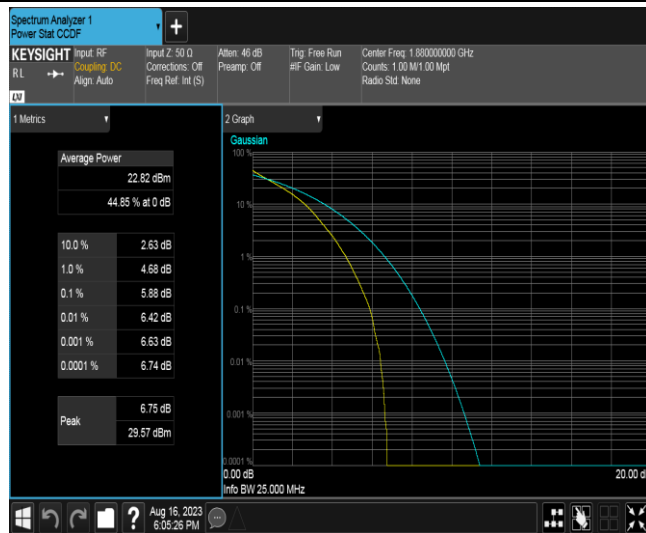 Spectrum Analyzer 1
Power Stat CCDF
+
KEYSIGHT
RL
Input: RF
Coupling: DC
Align: Auto
Input Z: 50 Ω
Corrections: Off
Freq Ref: Int (S)
Atten: 46 dB
Preamp: Off
Trig: Free Run
#IF Gain: Low
Center Freq: 1.880000000 GHz
Counts: 1.00 M/1.00 Mpt
Radio Std: None
1 Metrics
Average Power
22.82 dBm
44.85 % at 0 dB
10.0 % 2.63 dB
1.0 % 4.68 dB
0.1 % 5.88 dB
0.01 % 6.42 dB
0.001 % 6.63 dB
0.0001 % 6.74 dB
Peak
6.75 dB
29.57 dBm
2 Graph
Gaussian
100 %
10 %
1 %
0.1 %
0.01 %
0.001 %
0.0001 %
0.00 dB
20.00 d
Info BW 25.000 MHz
?
Aug 16, 2023
6:05:26 PM